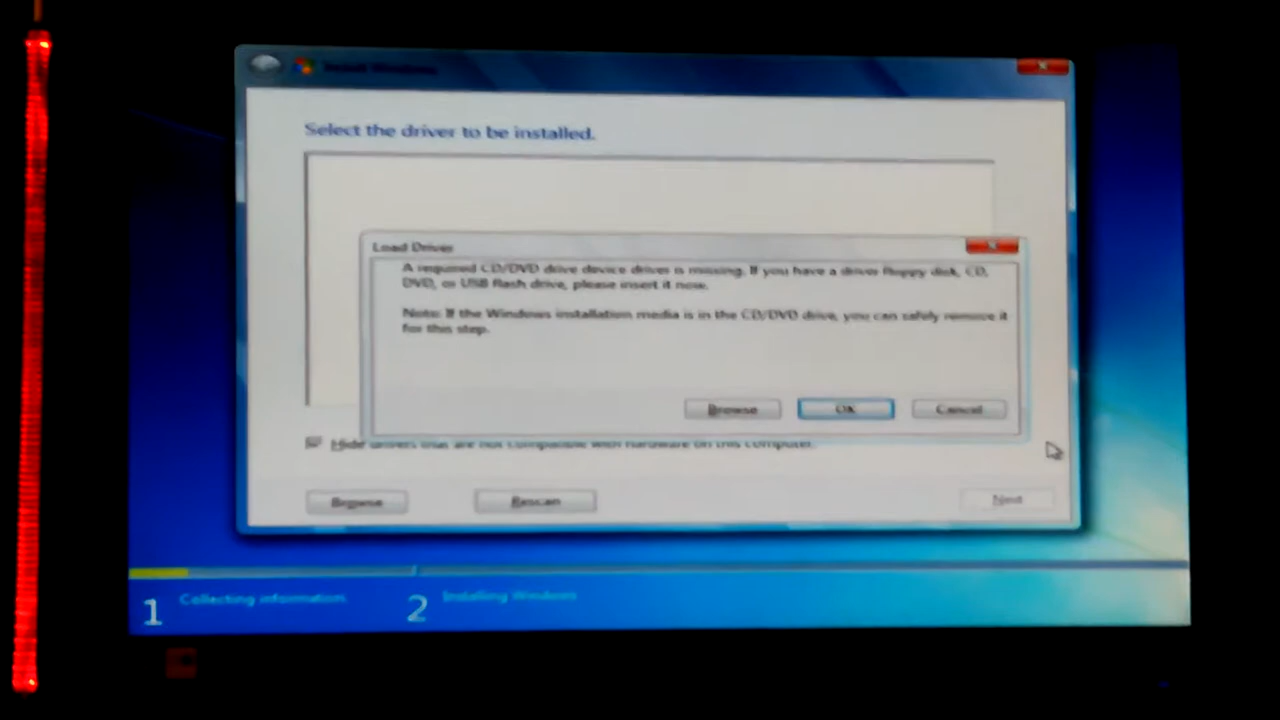 Install Windows
Select the driver to be installed.
Load Driver
A required CD/DVD drive device driver is missing. If you have a driver floppy disk, CD,
DVD, or USB flash drive, please insert it now.
Note: If the Windows installation media is in the CD/DVD drive, you can safely remove it
for this step.
Browse OK Cancel
Hide drivers that are not compatible with hardware on this computer.
Browse Rescan Next
1 Collecting information 2 Installing Windows